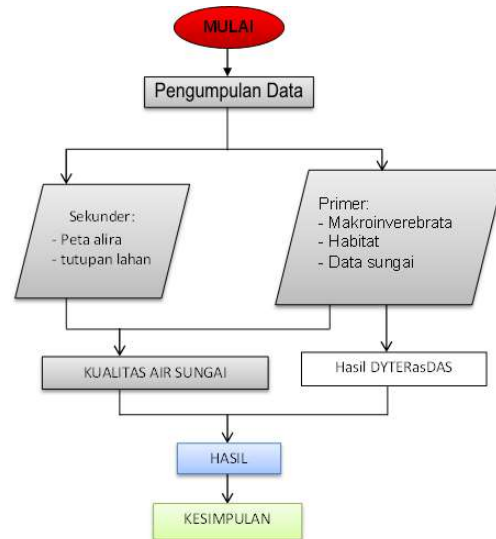 MULAI
Pengumpulan Data
Sekunder:
- Peta alira
- tutupan lahan
Primer:
- Makroinverebrata
- Habitat
- Data sungai
KUALITAS AIR SUNGAI
Hasil DYTERasDAS
HASIL
KESIMPULAN